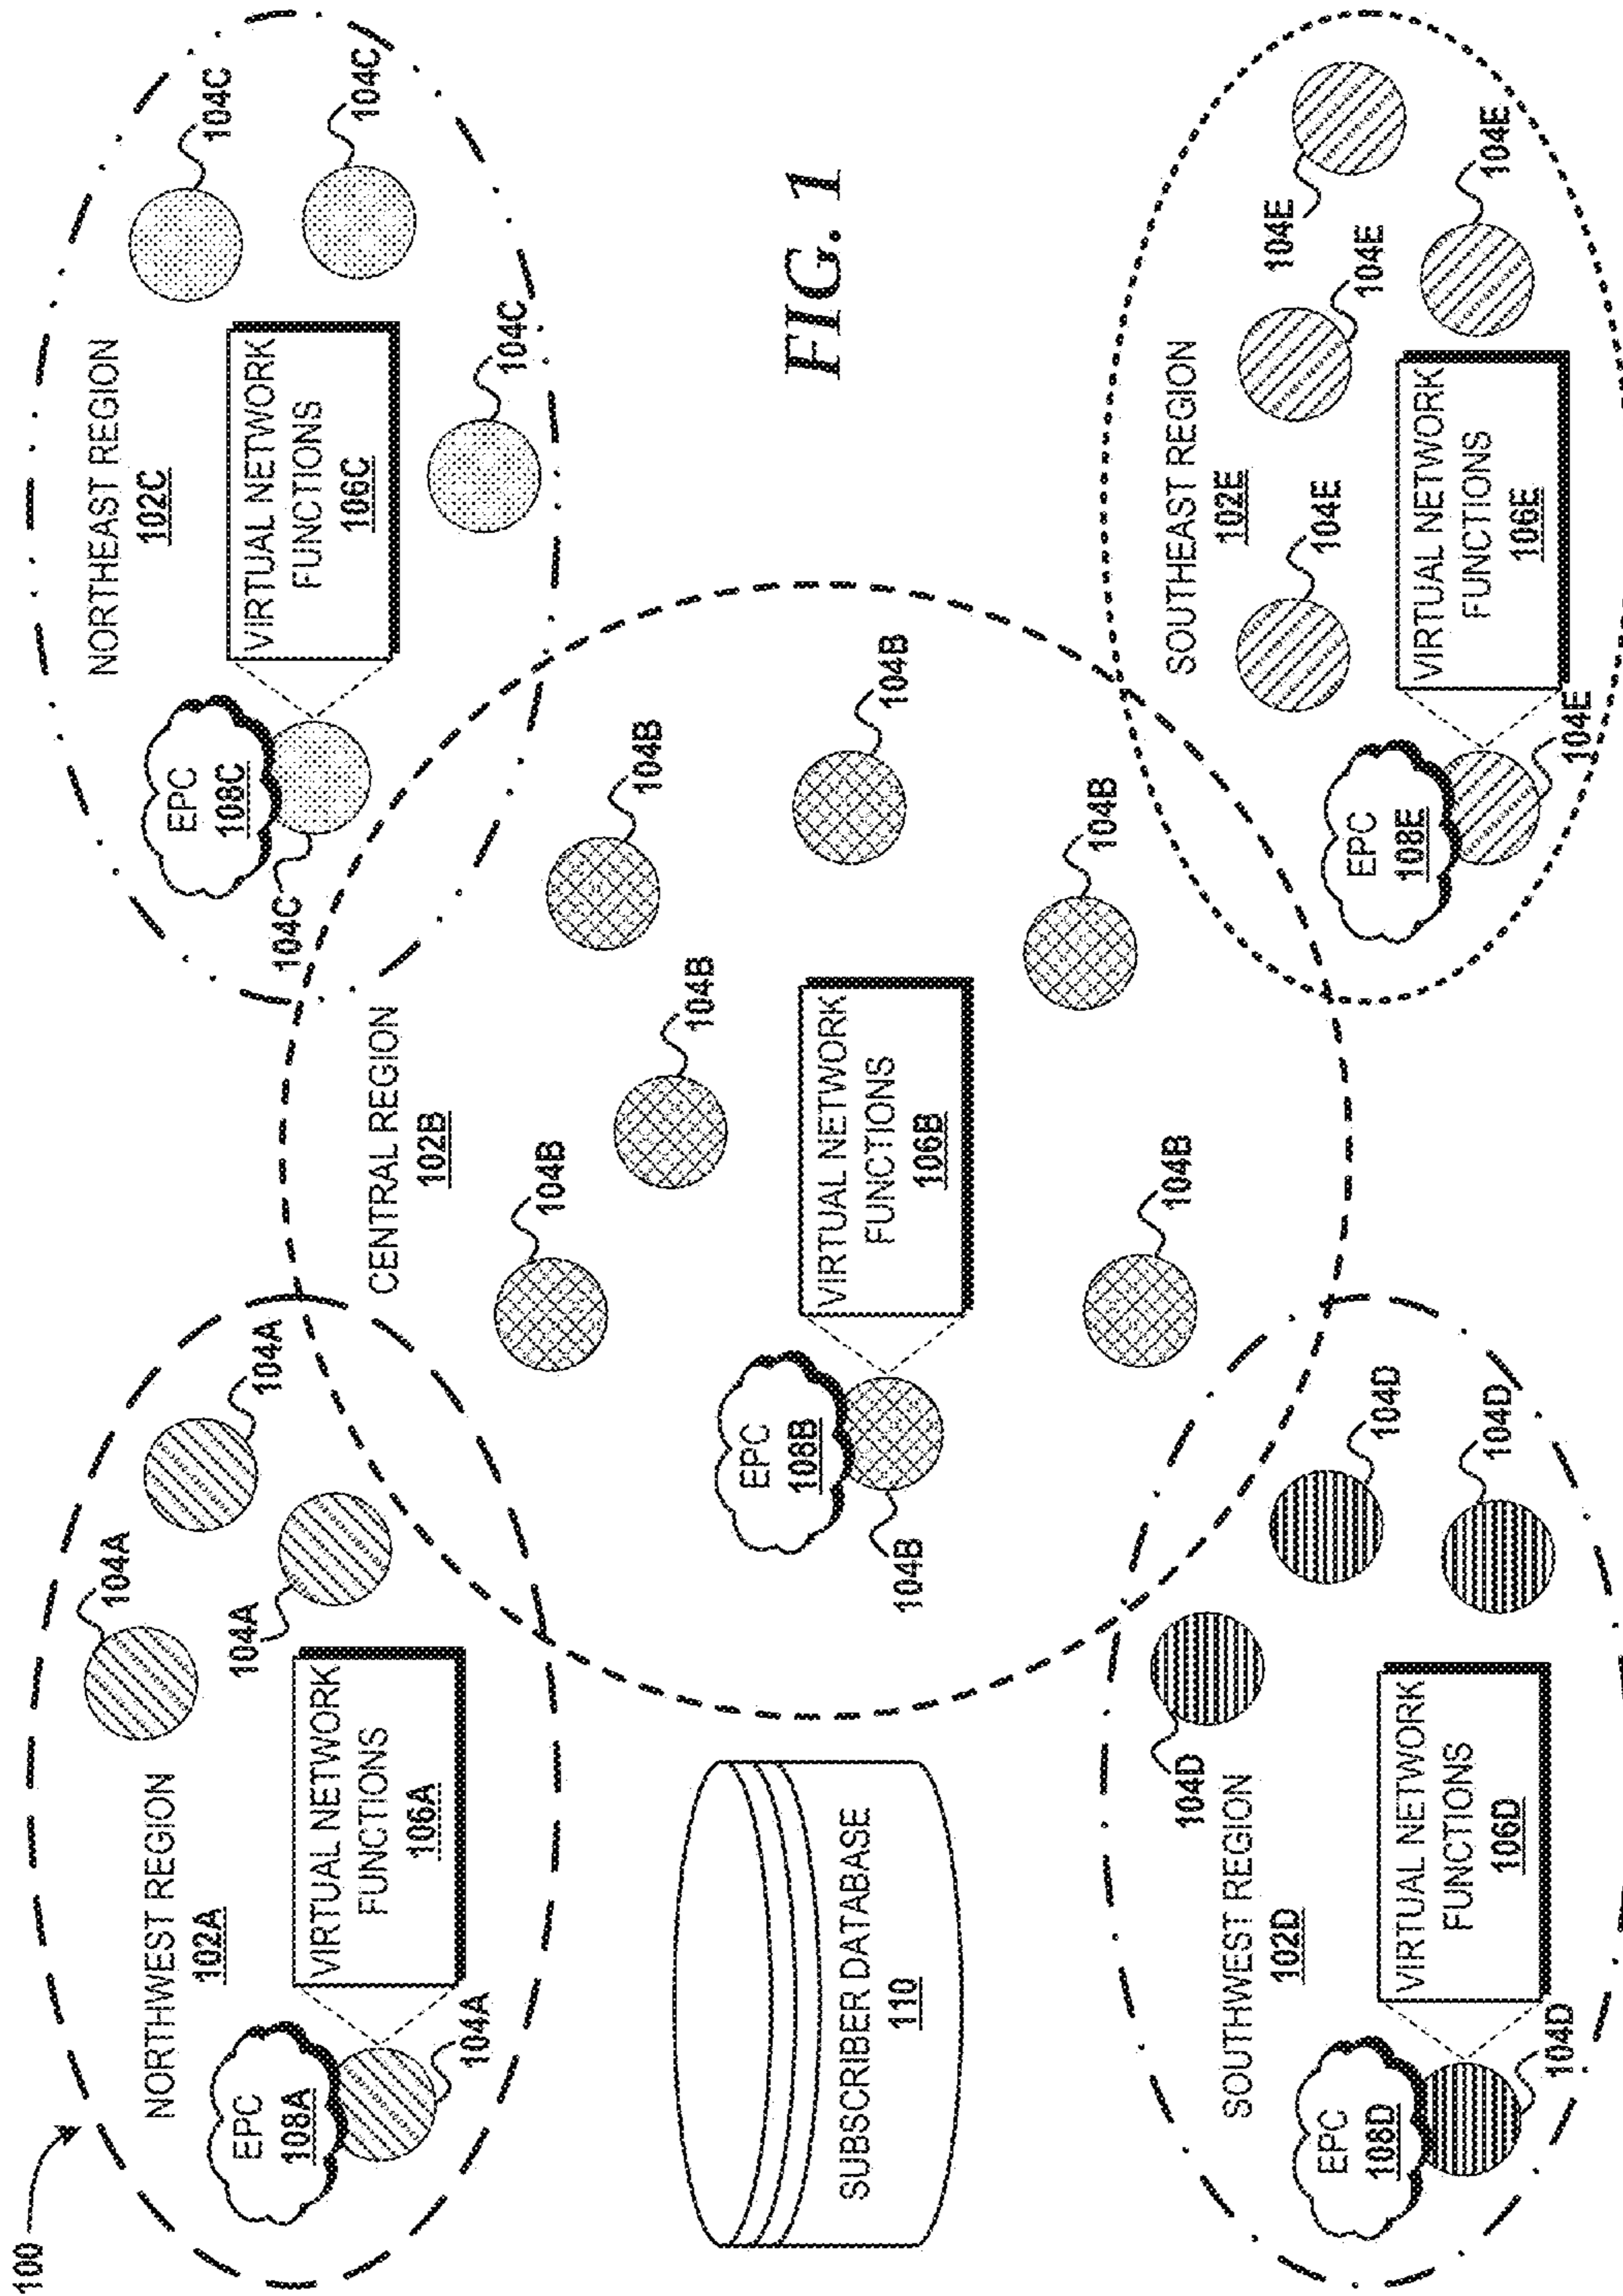 100
NORTHWEST REGION
102A
104A
104A
104A
EPC
108A
VIRTUAL NETWORK
FUNCTIONS
106A
104A
CENTRAL REGION
102B
104B
104B
104B
104B
104B
104B
EPC
108B
VIRTUAL NETWORK
FUNCTIONS
106B
104B
NORTHEAST REGION
102C
104C
104C
104C
EPC
108C
VIRTUAL NETWORK
FUNCTIONS
106C
104C
SUBSCRIBER DATABASE
110
FIG. 1
SOUTHWEST REGION
102D
104D
104D
104D
EPC
108D
VIRTUAL NETWORK
FUNCTIONS
106D
104D
SOUTHEAST REGION
102E
104E
104E
104E
104E
EPC
108E
VIRTUAL NETWORK
FUNCTIONS
106E
104E